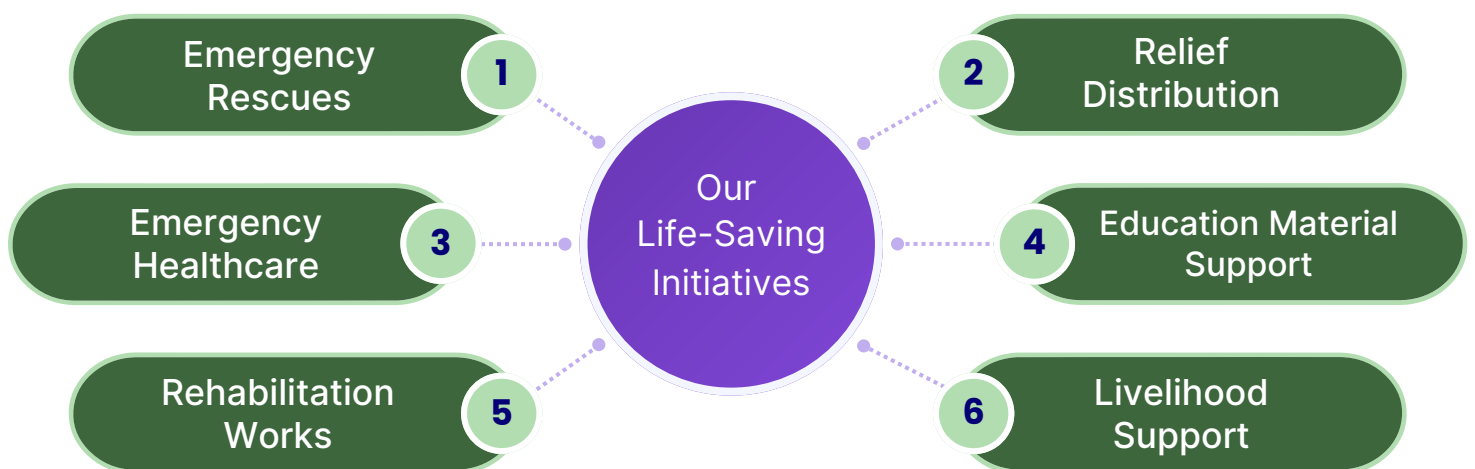 Emergency
Rescues
1
2
Relief
Distribution
Our
Life-Saving
Initiatives
Emergency
Healthcare
3
4
Education Material
Support
Rehabilitation
Works
5
6
Livelihood
Support